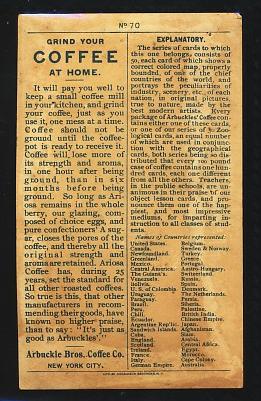 No 70
GRIND YOUR
COFFEE
AT HOME.
It will pay you well to
keep a small coffee mill
in your kitchen, and grind
your coffee, just as you
use it, one mess at a time.
Coffee should not be
ground until the coffee-
pot is ready to receive it.
Coffee will lose more of
its strength and aroma,
in one hour after being
ground, than in six
months before being
ground. So long as Ari-
osa remains in the whole
berry, our glazing, com-
posed of choice eggs, and
pure confectioners' A sug-
ar, closes the pores of the
coffee, and thereby all the
original strength and
aroma are retained. Ariosa
Coffee has, during 25
years, set the standard for
all other roasted coffees.
So true is this, that other
manufacturers in recom-
mending their goods, have
known no higher praise,
than to say: "It's just as
good as Arbuckles'."
Arbuckle Bros. Coffee Co.
NEW YORK CITY.
EXPLANATORY.
The series of cards to which
this one belongs, consists of
50, each card of which shows a
correct colored map, properly
bounded, of one of the chief
countries of the world, and
portrays the peculiarities of
industry, scenery, etc., of each
nation, in original pictures,
true to nature, made by the
best modern artists. Every
package of Arbuckles' Coffee con-
tains either one of these cards,
or one of our series of 50 Zoo-
logical cards, an equal number
of which are used in conjunc-
tion with the geographical
cards, both series being so dis-
tributed that every 100 pound
case of coffee contains one hun-
dred cards, each one different
from all the others. Teachers,
in the public schools, are un-
animous in their praise of our
object lesson cards, and pro-
nounce them one of the hap-
piest, and most impressive
mediums, for imparting in-
struction to all classes of stud-
ents.
Names of Countries represented:
United States. Belgium.
Canada. Sweden & Norway.
Newfoundland. Turkey.
Greenland. Greece.
Mexico. Portugal.
Central America. Austro-Hungary.
The Guiana's. Switzerland.
Venezuela. Russia.
Bolivia. Spain.
U. S. of Colombia. Denmark.
Uruguay. The Netherlands.
Paraguay. Persia.
Brazil. Siberia.
Peru. Palestine.
Chili. British India.
Ecuador. Chinese Empire.
Argentine Rep'lic. Japan.
Sandwich Islands. Afghanistan.
Cuba. Siam.
England. Arabia.
Scotland. Central Africa.
Ireland. Egypt.
France. Morocco.
Italy. Cape Colony.
German Empire. Australia.